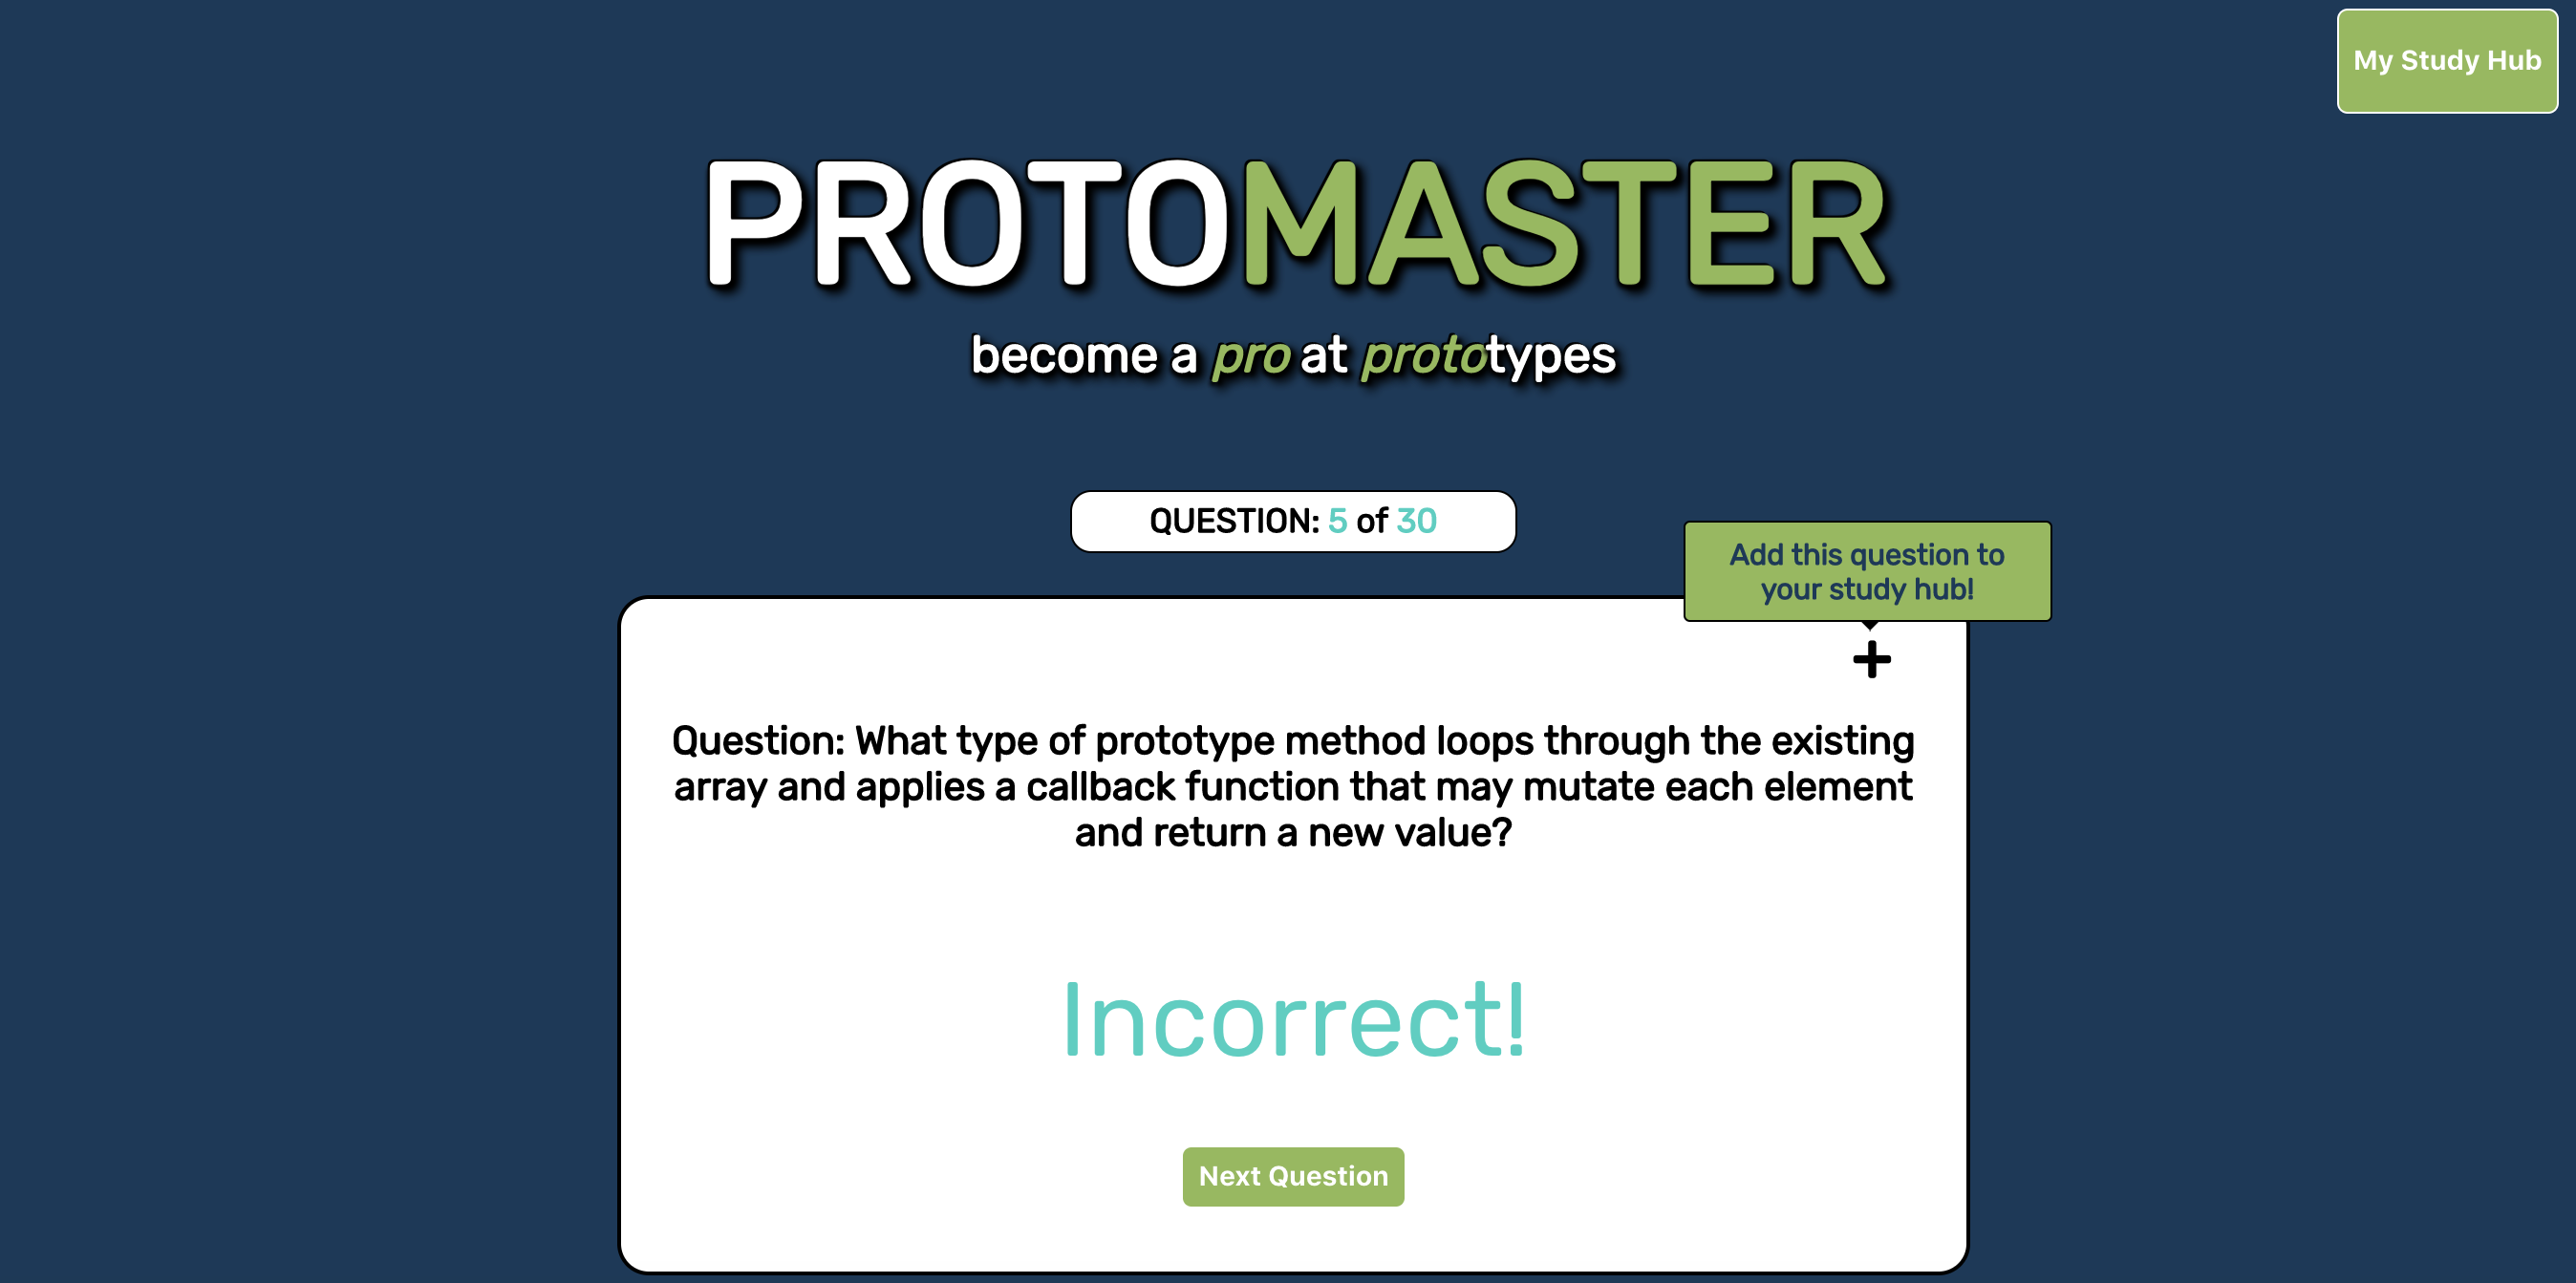 My Study Hub
PROTOMASTER
become a pro at prototypes
QUESTION: 5 of 30
Add this question to
your study hub!
Question: What type of prototype method loops through the existing
array and applies a callback function that may mutate each element
and return a new value?
Incorrect!
Next Question